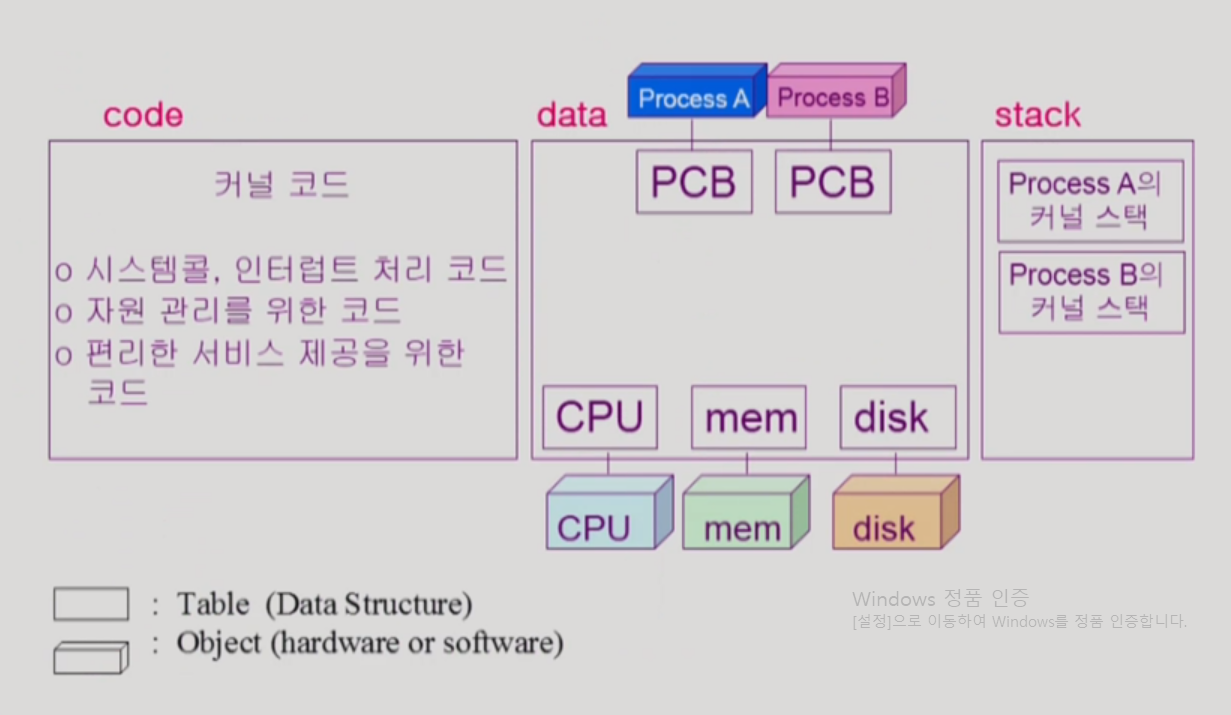 code
커널 코드
o 시스템콜, 인터럽트 처리 코드
o 자원 관리를 위한 코드
o 편리한 서비스 제공을 위한
코드
data
Process A
Process B
PCB
PCB
CPU
mem
disk
CPU
mem
disk
stack
Process A의
커널 스택
Process B의
커널 스택
: Table (Data Structure)
: Object (hardware or software)
Windows 정품 인증
[설정]으로 이동하여 Windows를 정품 인증합니다.